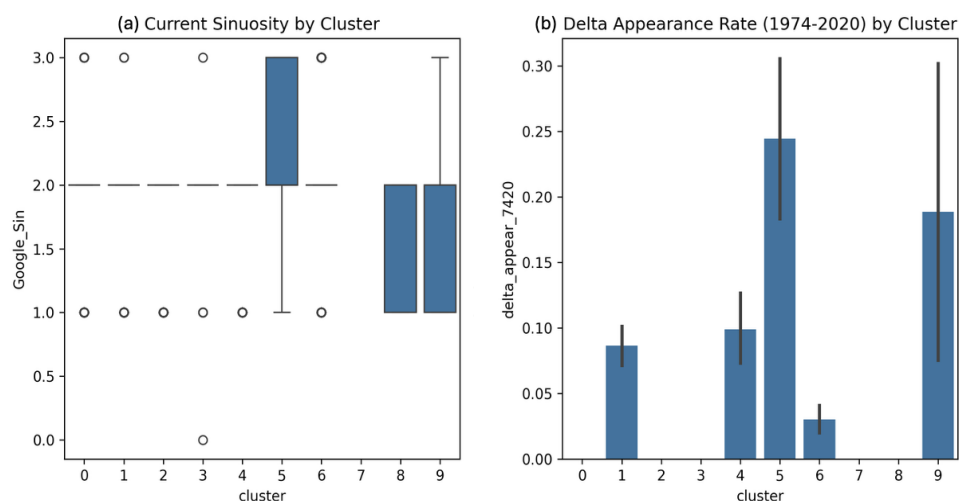 (a) Current Sinuosity by Cluster
3.0
2.5
2.0
1.5
1.0
0.5
0.0
Google_Sin
0 1 2 3 4 5 6 7 8 9
cluster
(b) Delta Appearance Rate (1974-2020) by Cluster
0.30
0.25
0.20
0.15
0.10
0.05
0.00
delta_appear_7420
0 1 2 3 4 5 6 7 8 9
cluster